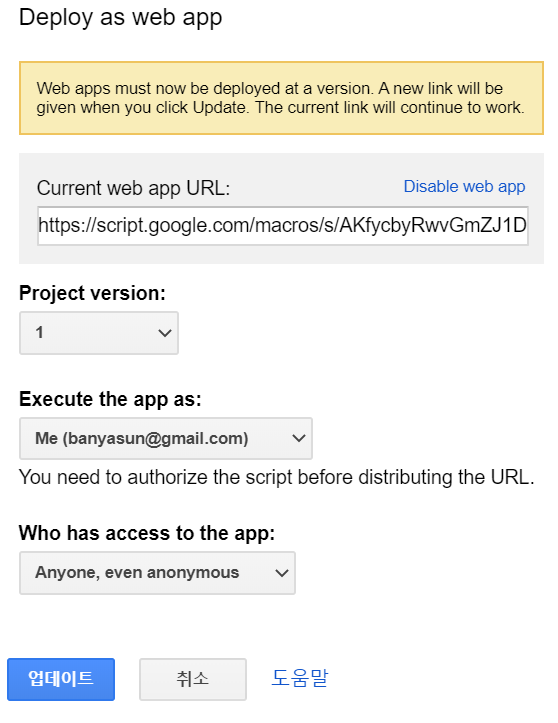 Deploy as web app
Web apps must now be deployed at a version. A new link will be
given when you click Update. The current link will continue to work.
Current web app URL: Disable web app
https://script.google.com/macros/s/AKfycbyRwvGmZJ1D
Project version:
1
Execute the app as:
Me (banyasun@gmail.com)
You need to authorize the script before distributing the URL.
Who has access to the app:
Anyone, even anonymous
업데이트 취소 도움말